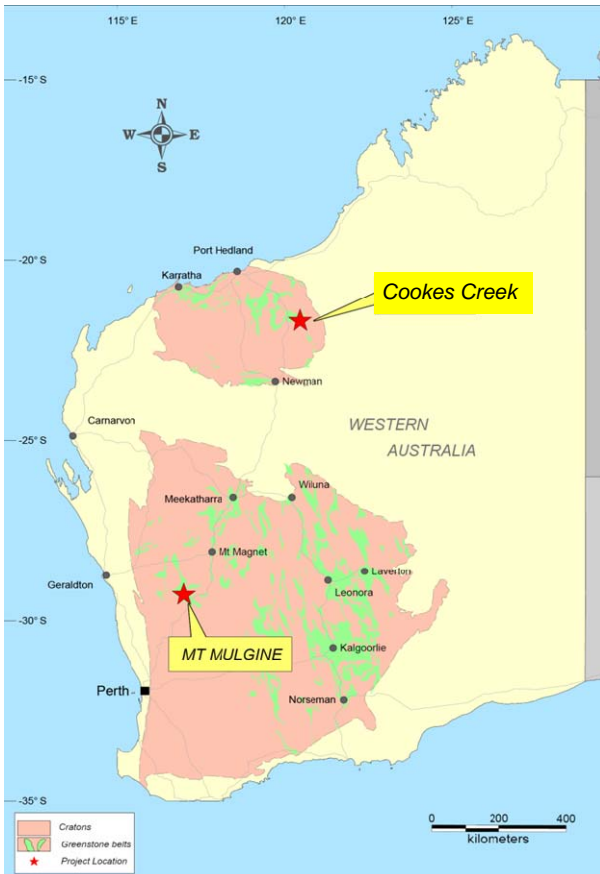 115° E
120° E
125° E
-15° S
N
W
E
S
-20° S
Port Hedland
Karratha
Cookes Creek
Newman
WESTERN
AUSTRALIA
Carnarvon
-25° S
Meekatharra
Wiluna
Mt Magnet
Laverton
Geraldton
Leonora
-30° S
MT MULGINE
Kalgoorlie
Perth
Norseman
-35° S
Cratons
Greenstone belts
Project Location
0 200 400
kilometers